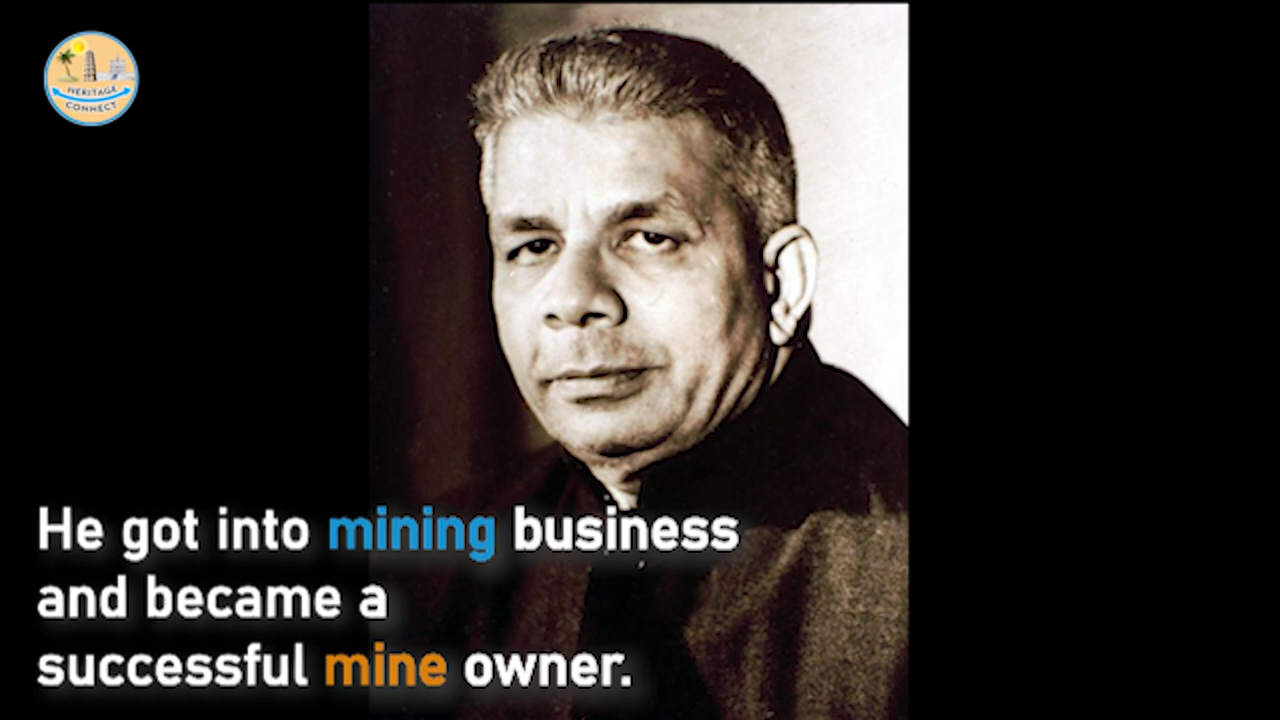 HERITAGE
CONNECT
He got into mining business
and became a
successful mine owner.